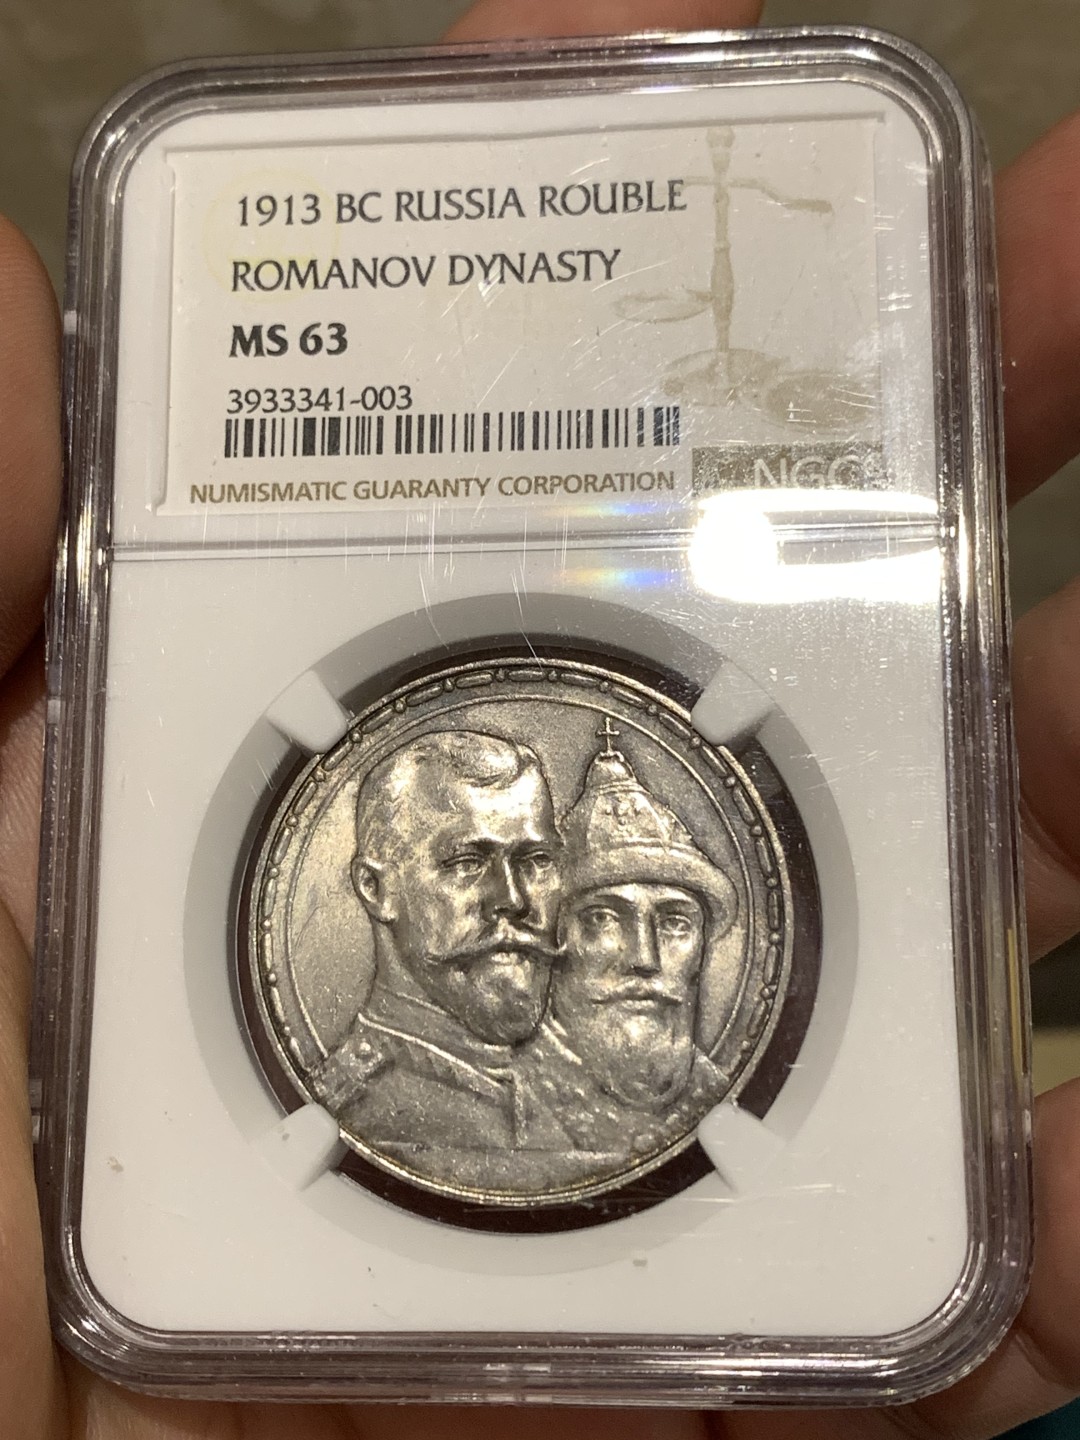 1913 BC RUSSIA ROUBLE
ROMANOV DYNASTY
MS 63
3933341-003
NUMISMATIC GUARANTY CORPORATION
NGC